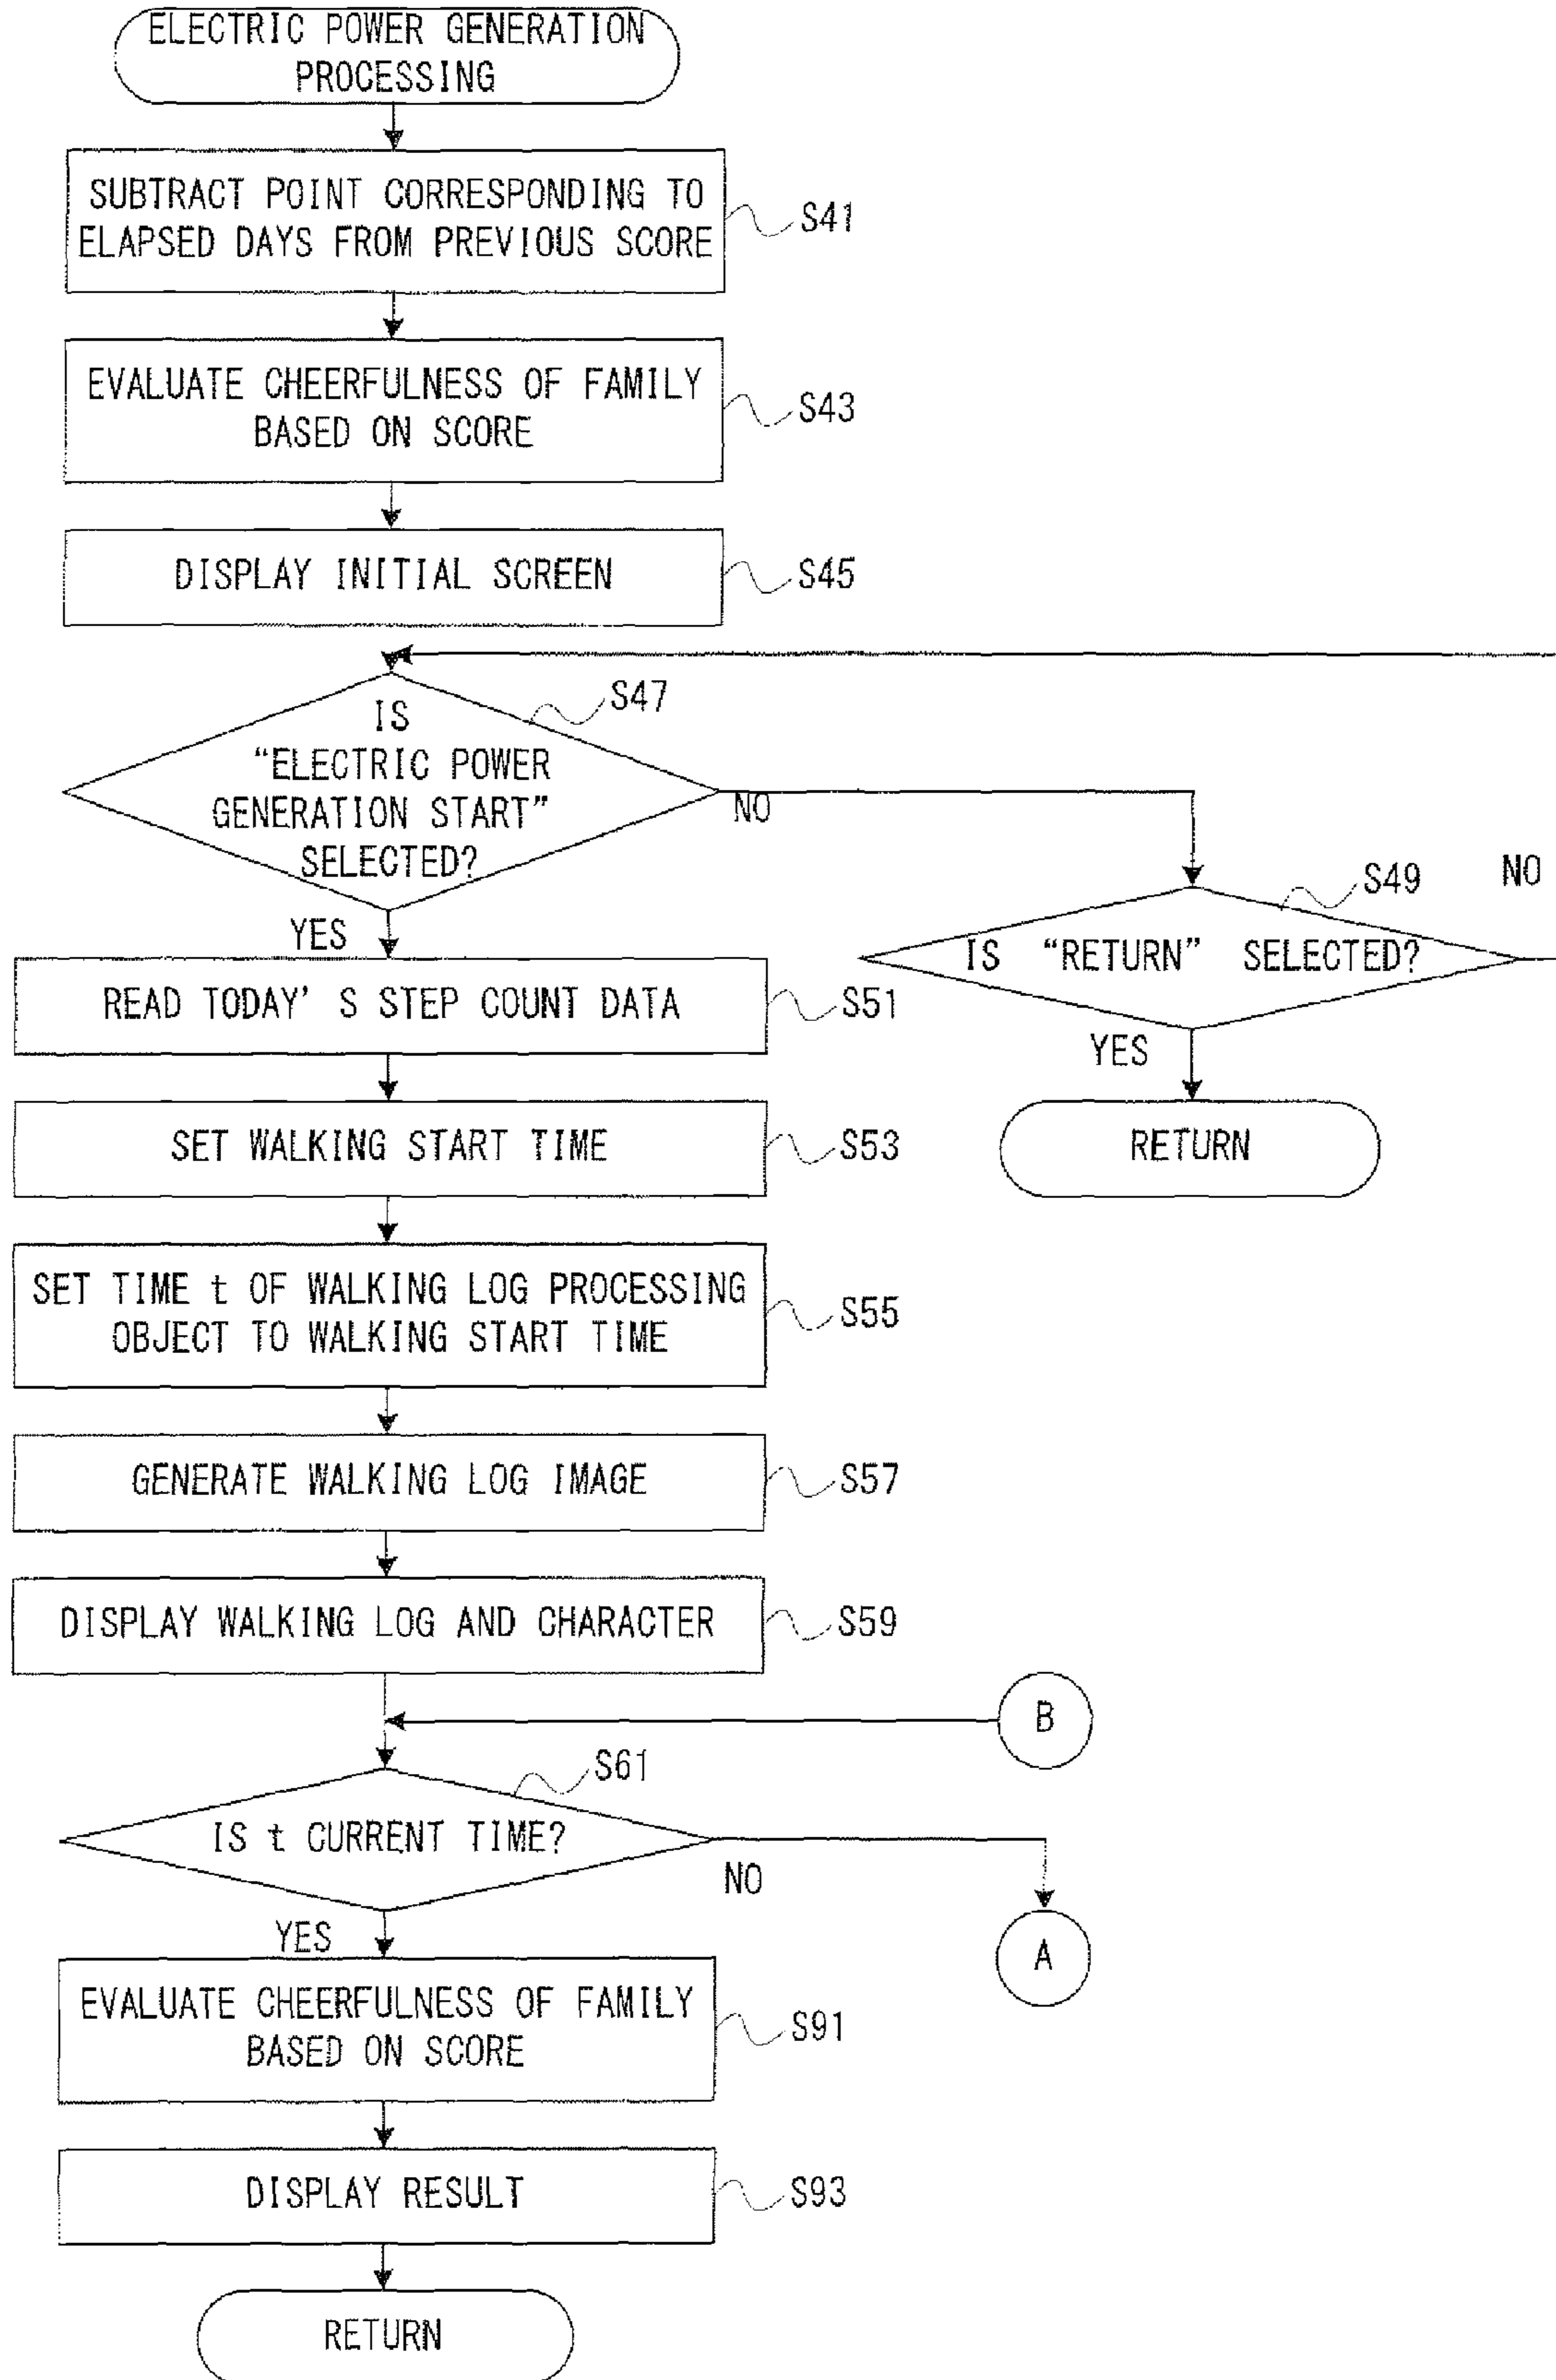 ELECTRIC POWER GENERATION
PROCESSING
SUBTRACT POINT CORRESPONDING TO
ELAPSED DAYS FROM PREVIOUS SCORE
S41
EVALUATE CHEERFULNESS OF FAMILY
BASED ON SCORE
S43
DISPLAY INITIAL SCREEN
S45
S47
IS
“ELECTRIC POWER
GENERATION START”
SELECTED?
NO
YES
S49
NO
IS “RETURN” SELECTED?
YES
RETURN
READ TODAY' S STEP COUNT DATA
S51
SET WALKING START TIME
S53
SET TIME t OF WALKING LOG PROCESSING
OBJECT TO WALKING START TIME
S55
GENERATE WALKING LOG IMAGE
S57
DISPLAY WALKING LOG AND CHARACTER
S59
B
S61
IS t CURRENT TIME?
NO
A
YES
EVALUATE CHEERFULNESS OF FAMILY
BASED ON SCORE
S91
DISPLAY RESULT
S93
RETURN